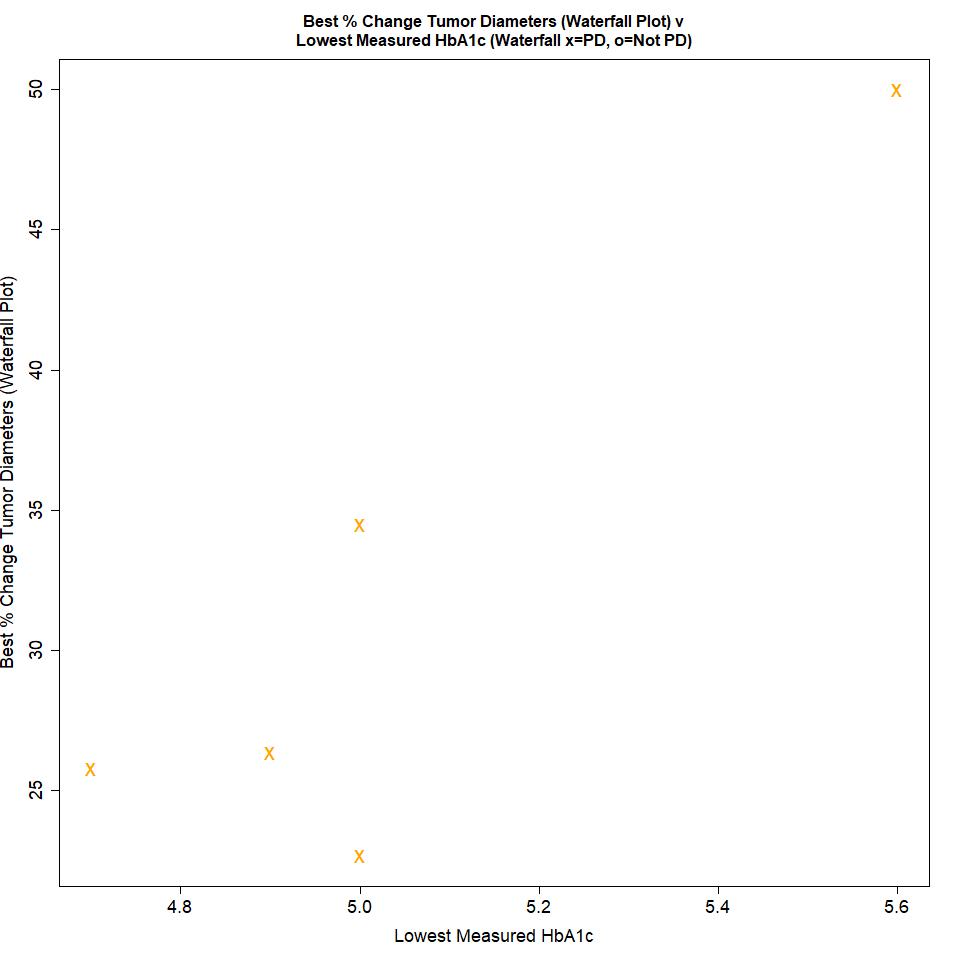 Best % Change Tumor Diameters (Waterfall Plot) v
Lowest Measured HbA1c (Waterfall x=PD, o=Not PD)
Best % Change Tumor Diameters (Waterfall Plot)
50
45
40
35
30
25
X
X
X
X
X
4.8 5.0 5.2 5.4 5.6
Lowest Measured HbA1c